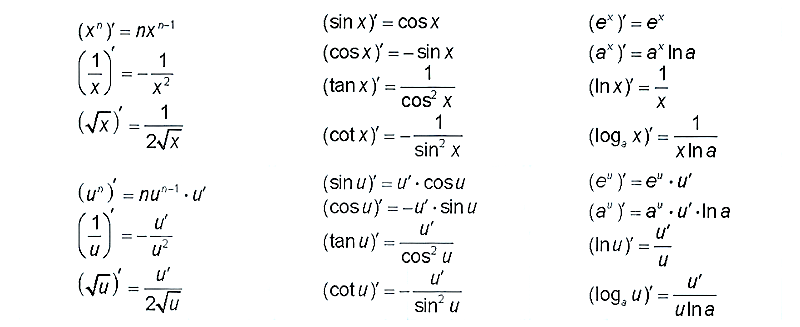 (xⁿ)′ = nxⁿ⁻¹
(1/x)′ = −1/x²
(√x)′ = 1/(2√x)
(sin x)′ = cos x
(cos x)′ = −sin x
(tan x)′ = 1/cos² x
(cot x)′ = −1/sin² x
(eˣ)′ = eˣ
(aˣ)′ = aˣ ln a
(ln x)′ = 1/x
(logₐ x)′ = 1/(x ln a)
(uⁿ)′ = nuⁿ⁻¹ · u′
(1/u)′ = −u′/u²
(√u)′ = u′/(2√u)
(sin u)′ = u′ · cos u
(cos u)′ = −u′ · sin u
(tan u)′ = u′/cos² u
(cot u)′ = −u′/sin² u
(eᵘ)′ = eᵘ · u′
(aᵘ)′ = aᵘ · u′ · ln a
(ln u)′ = u′/u
(logₐ u)′ = u′/(u ln a)